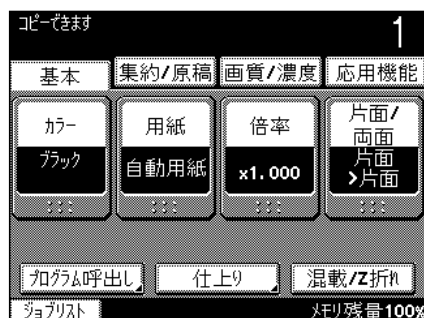 コピーできます
1
基本 集約/原稿 画質/濃度 応用機能
カラー 用紙 倍率 片面/
両面
ブラック 自動用紙 x1.000 片面
>片面
プログラム呼出し 仕上り 混載/Z折れ
ジョブリスト メモリ残量100%